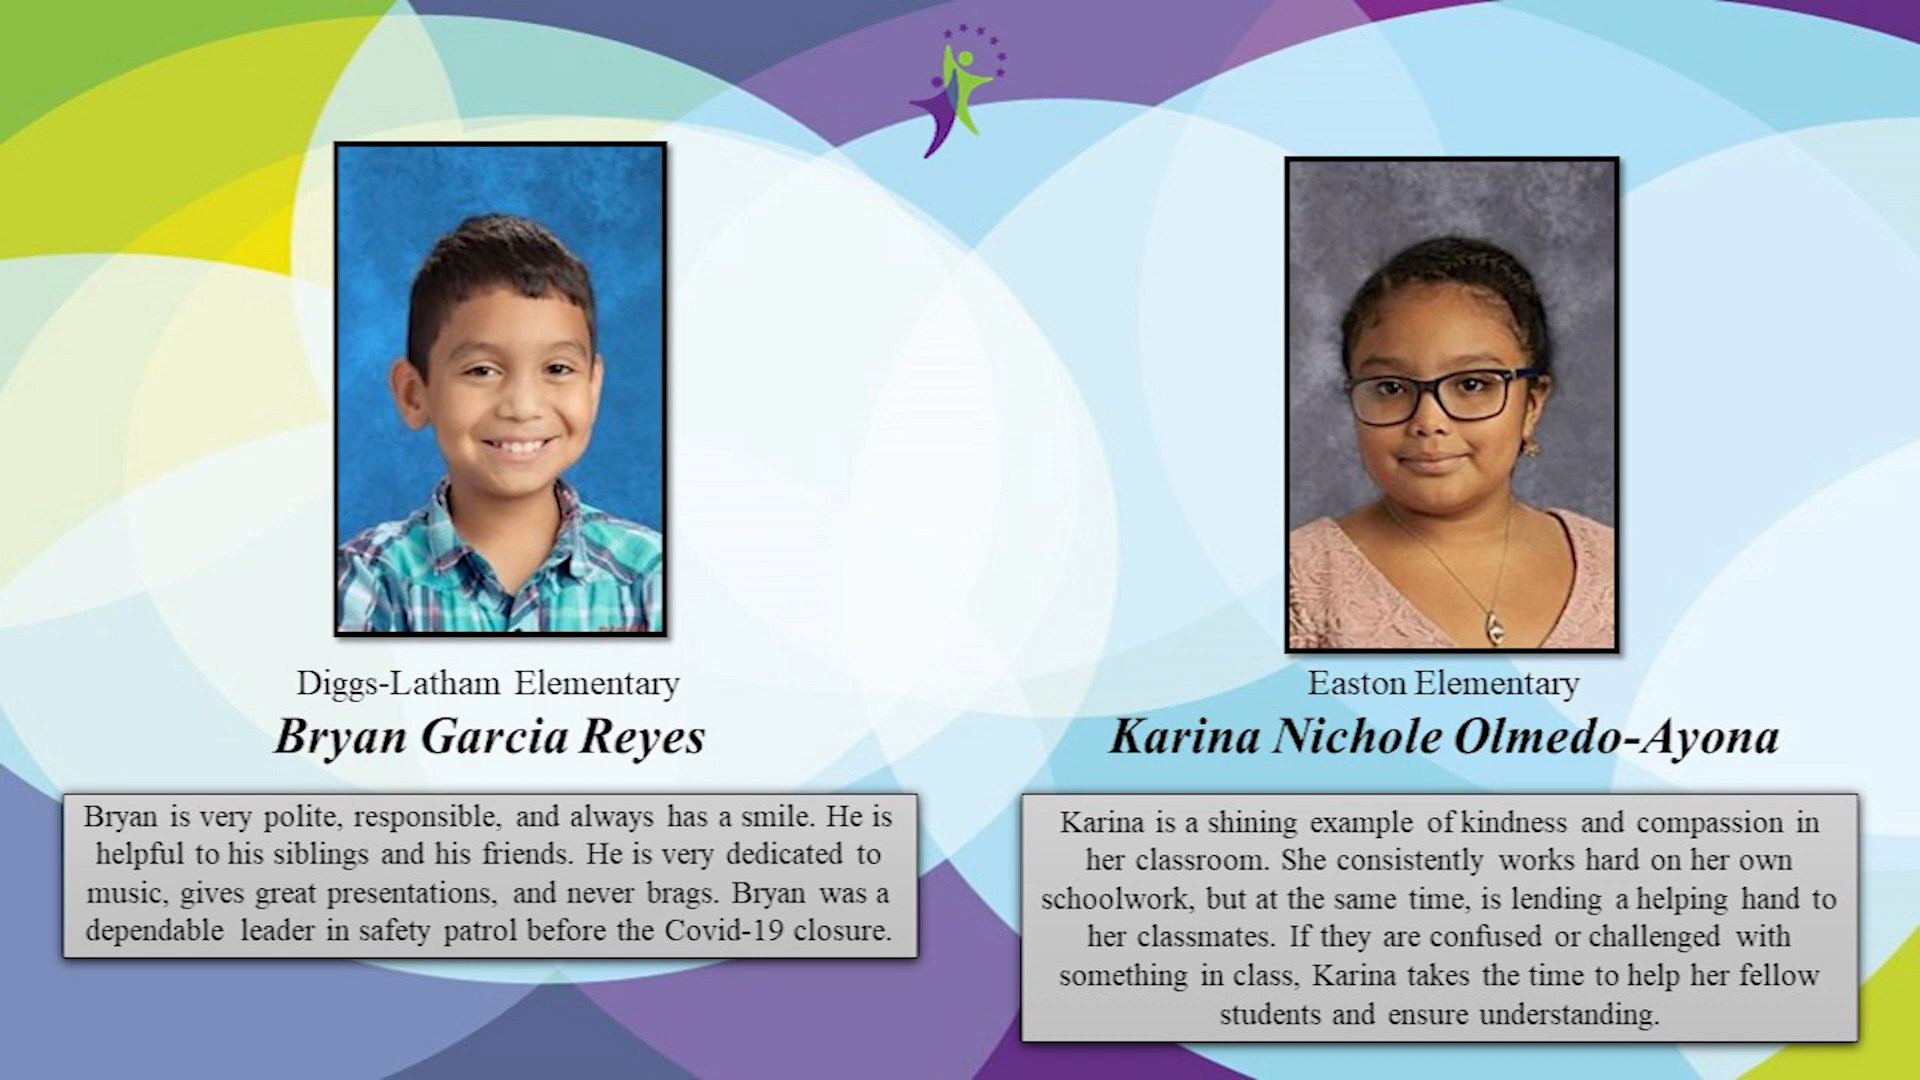 Diggs-Latham Elementary
Bryan Garcia Reyes
Bryan is very polite, responsible, and always has a smile. He is
helpful to his siblings and his friends. He is very dedicated to
music, gives great presentations, and never brags. Bryan was a
dependable leader in safety patrol before the Covid-19 closure.
Easton Elementary
Karina Nichole Olmedo-Ayona
Karina is a shining example of kindness and compassion in
her classroom. She consistently works hard on her own
schoolwork, but at the same time, is lending a helping hand to
her classmates. If they are confused or challenged with
something in class, Karina takes the time to help her fellow
students and ensure understanding.